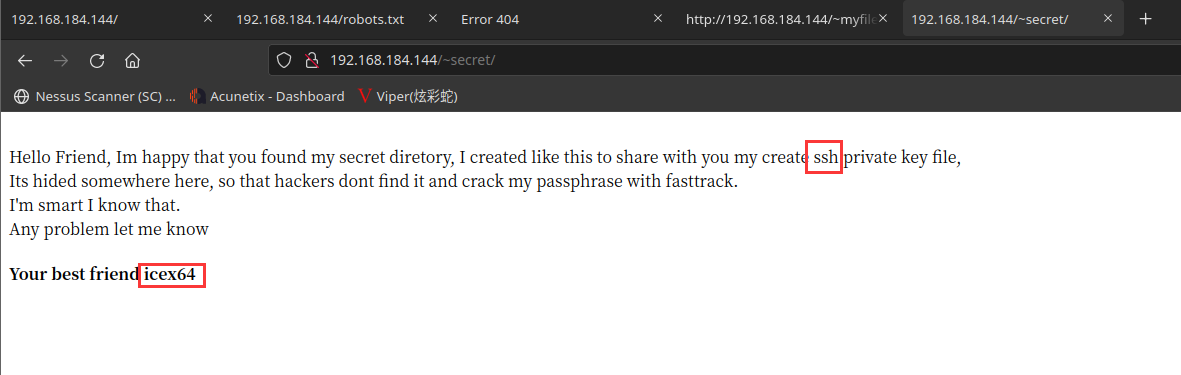 192.168.184.144/
192.168.184.144/robots.txt
Error 404
http://192.168.184.144/~myfile
192.168.184.144/~secret/
192.168.184.144/~secret/
Nessus Scanner (SC) ...
Acunetix - Dashboard
Viper(炫彩蛇)
Hello Friend, Im happy that you found my secret diretory, I created like this to share with you my create ssh private key file,
Its hided somewhere here, so that hackers dont find it and crack my passphrase with fasttrack.
I'm smart I know that.
Any problem let me know
Your best friend icex64